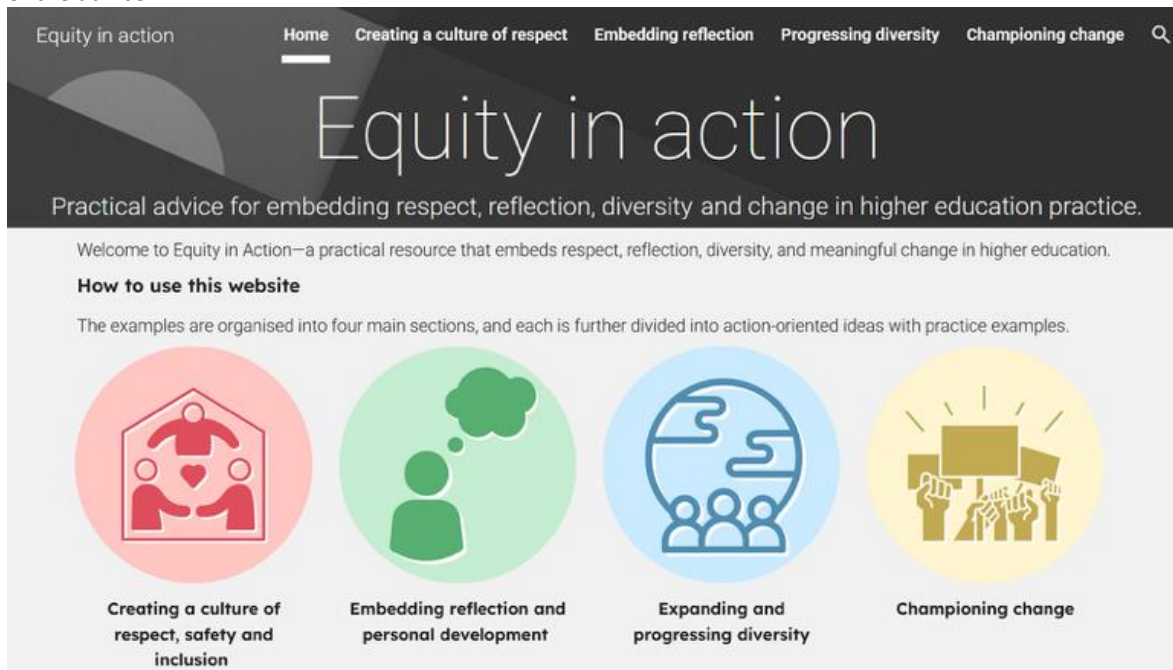 Equity in action
Home
Creating a culture of respect
Embedding reflection
Progressing diversity
Championing change
Equity in action
Practical advice for embedding respect, reflection, diversity and change in higher education practice.
Welcome to Equity in Action—a practical resource that embeds respect, reflection, diversity, and meaningful change in higher education.
How to use this website
The examples are organised into four main sections, and each is further divided into action-oriented ideas with practice examples.
Creating a culture of
respect, safety and
inclusion
Embedding reflection and
personal development
Expanding and
progressing diversity
Championing change